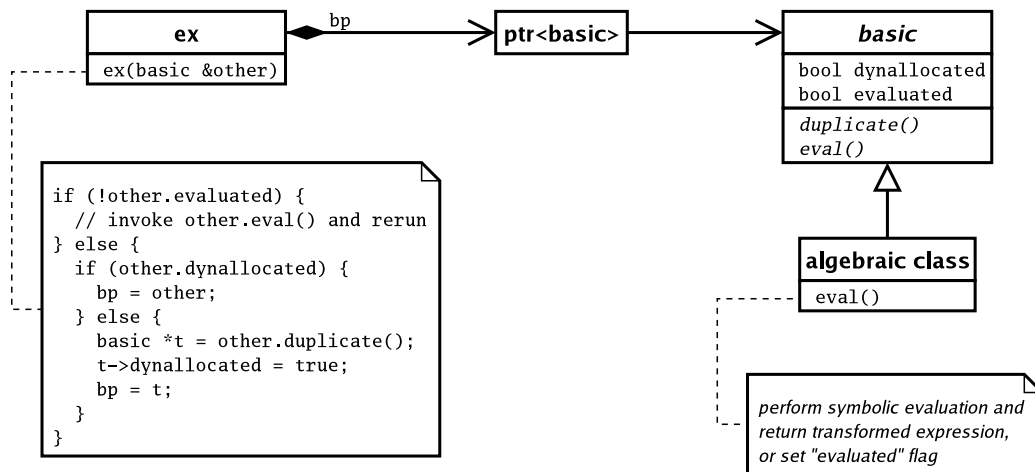 ex
ex(basic &other)
bp
ptr<basic>
basic
bool dynallocated
bool evaluated
duplicate()
eval()
if (!other.evaluated) {
  // invoke other.eval() and rerun
} else {
  if (other.dynallocated) {
    bp = other;
  } else {
    basic *t = other.duplicate();
    t->dynallocated = true;
    bp = t;
  }
}
algebraic class
eval()
perform symbolic evaluation and
return transformed expression,
or set "evaluated" flag